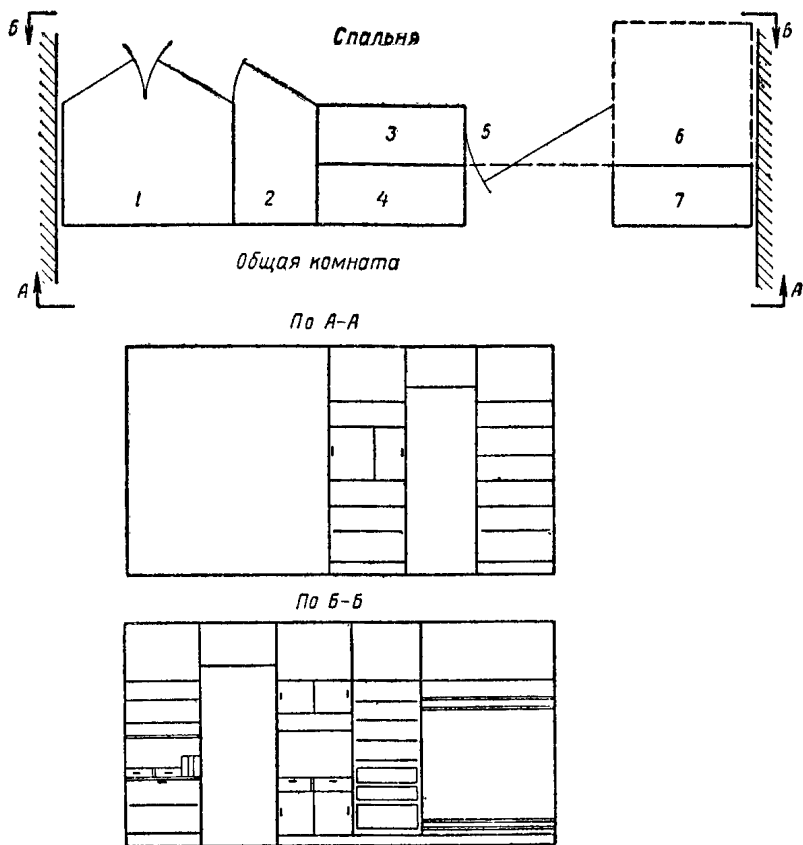 Б Спальня Б
3 5 6
1 2 4 7
Общая комната
А А
По А-А
По Б-Б